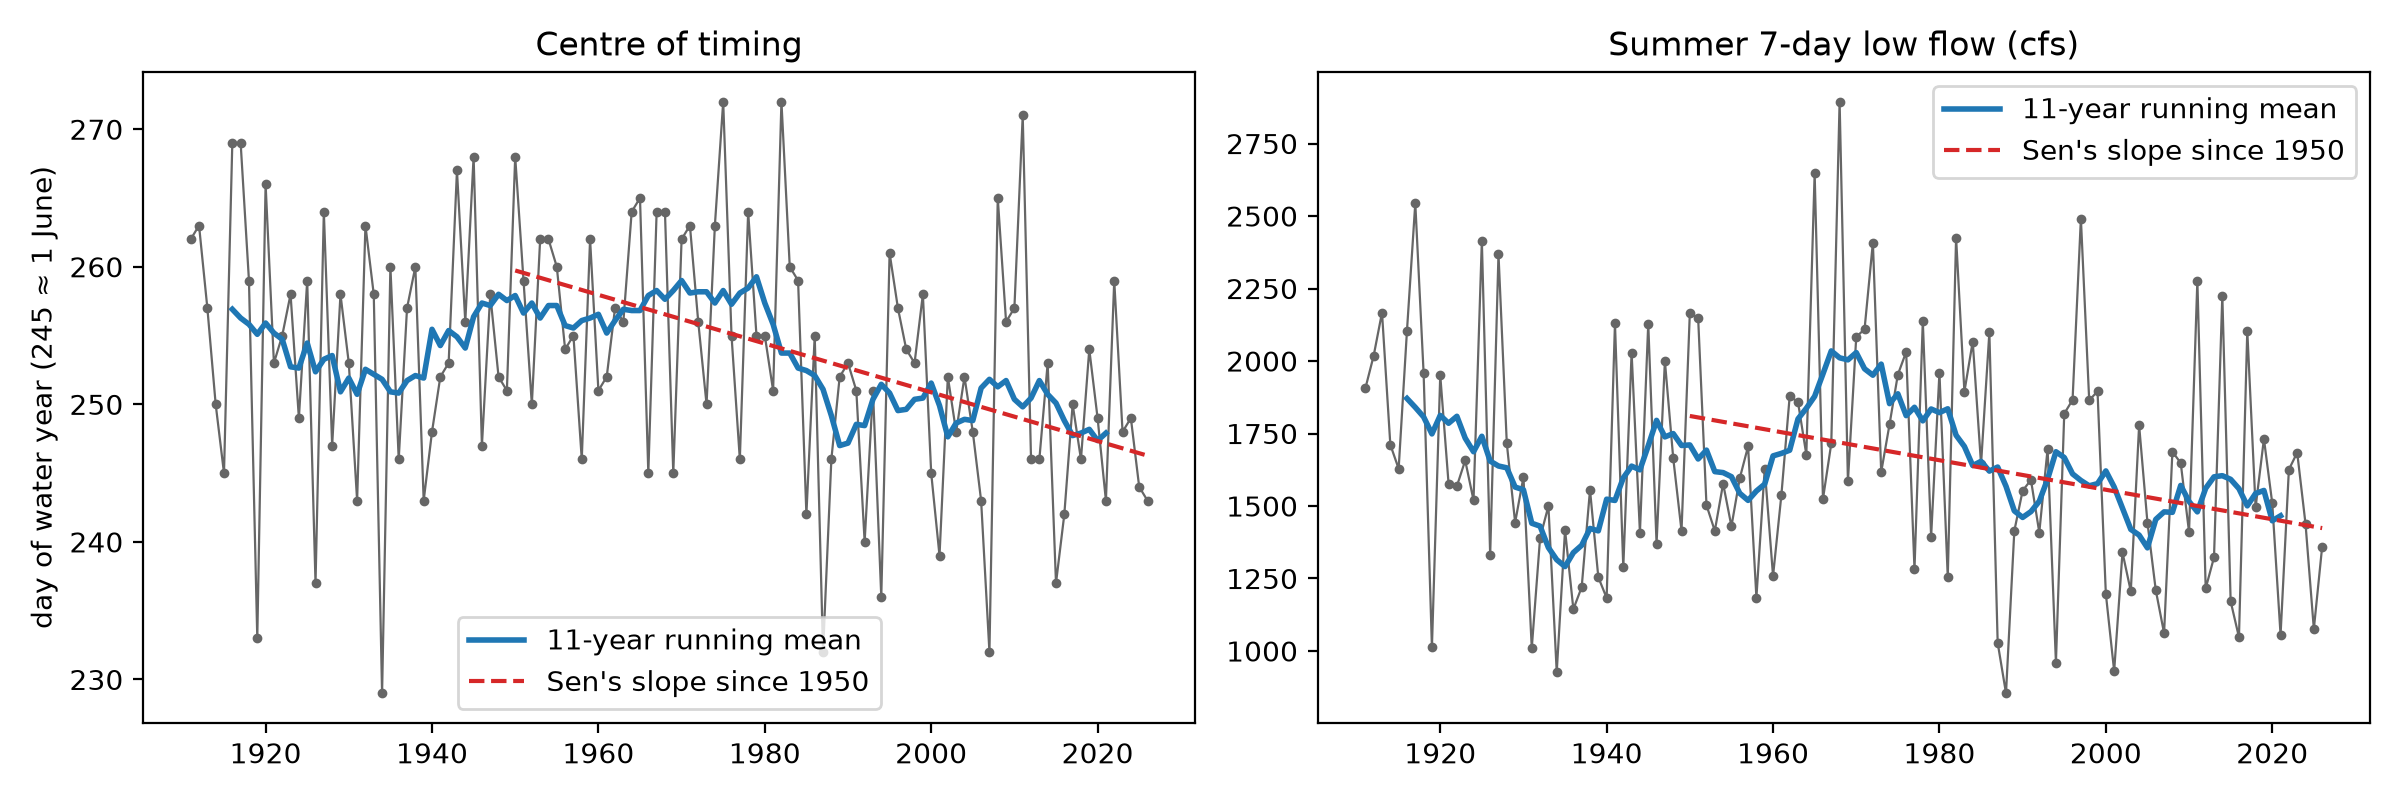 Centre of timing
day of water year (245 ≈ 1 June)
270
260
250
240
230
1920 1940 1960 1980 2000 2020
11-year running mean
Sen's slope since 1950
Summer 7-day low flow (cfs)
2750
2500
2250
2000
1750
1500
1250
1000
1920 1940 1960 1980 2000 2020
11-year running mean
Sen's slope since 1950